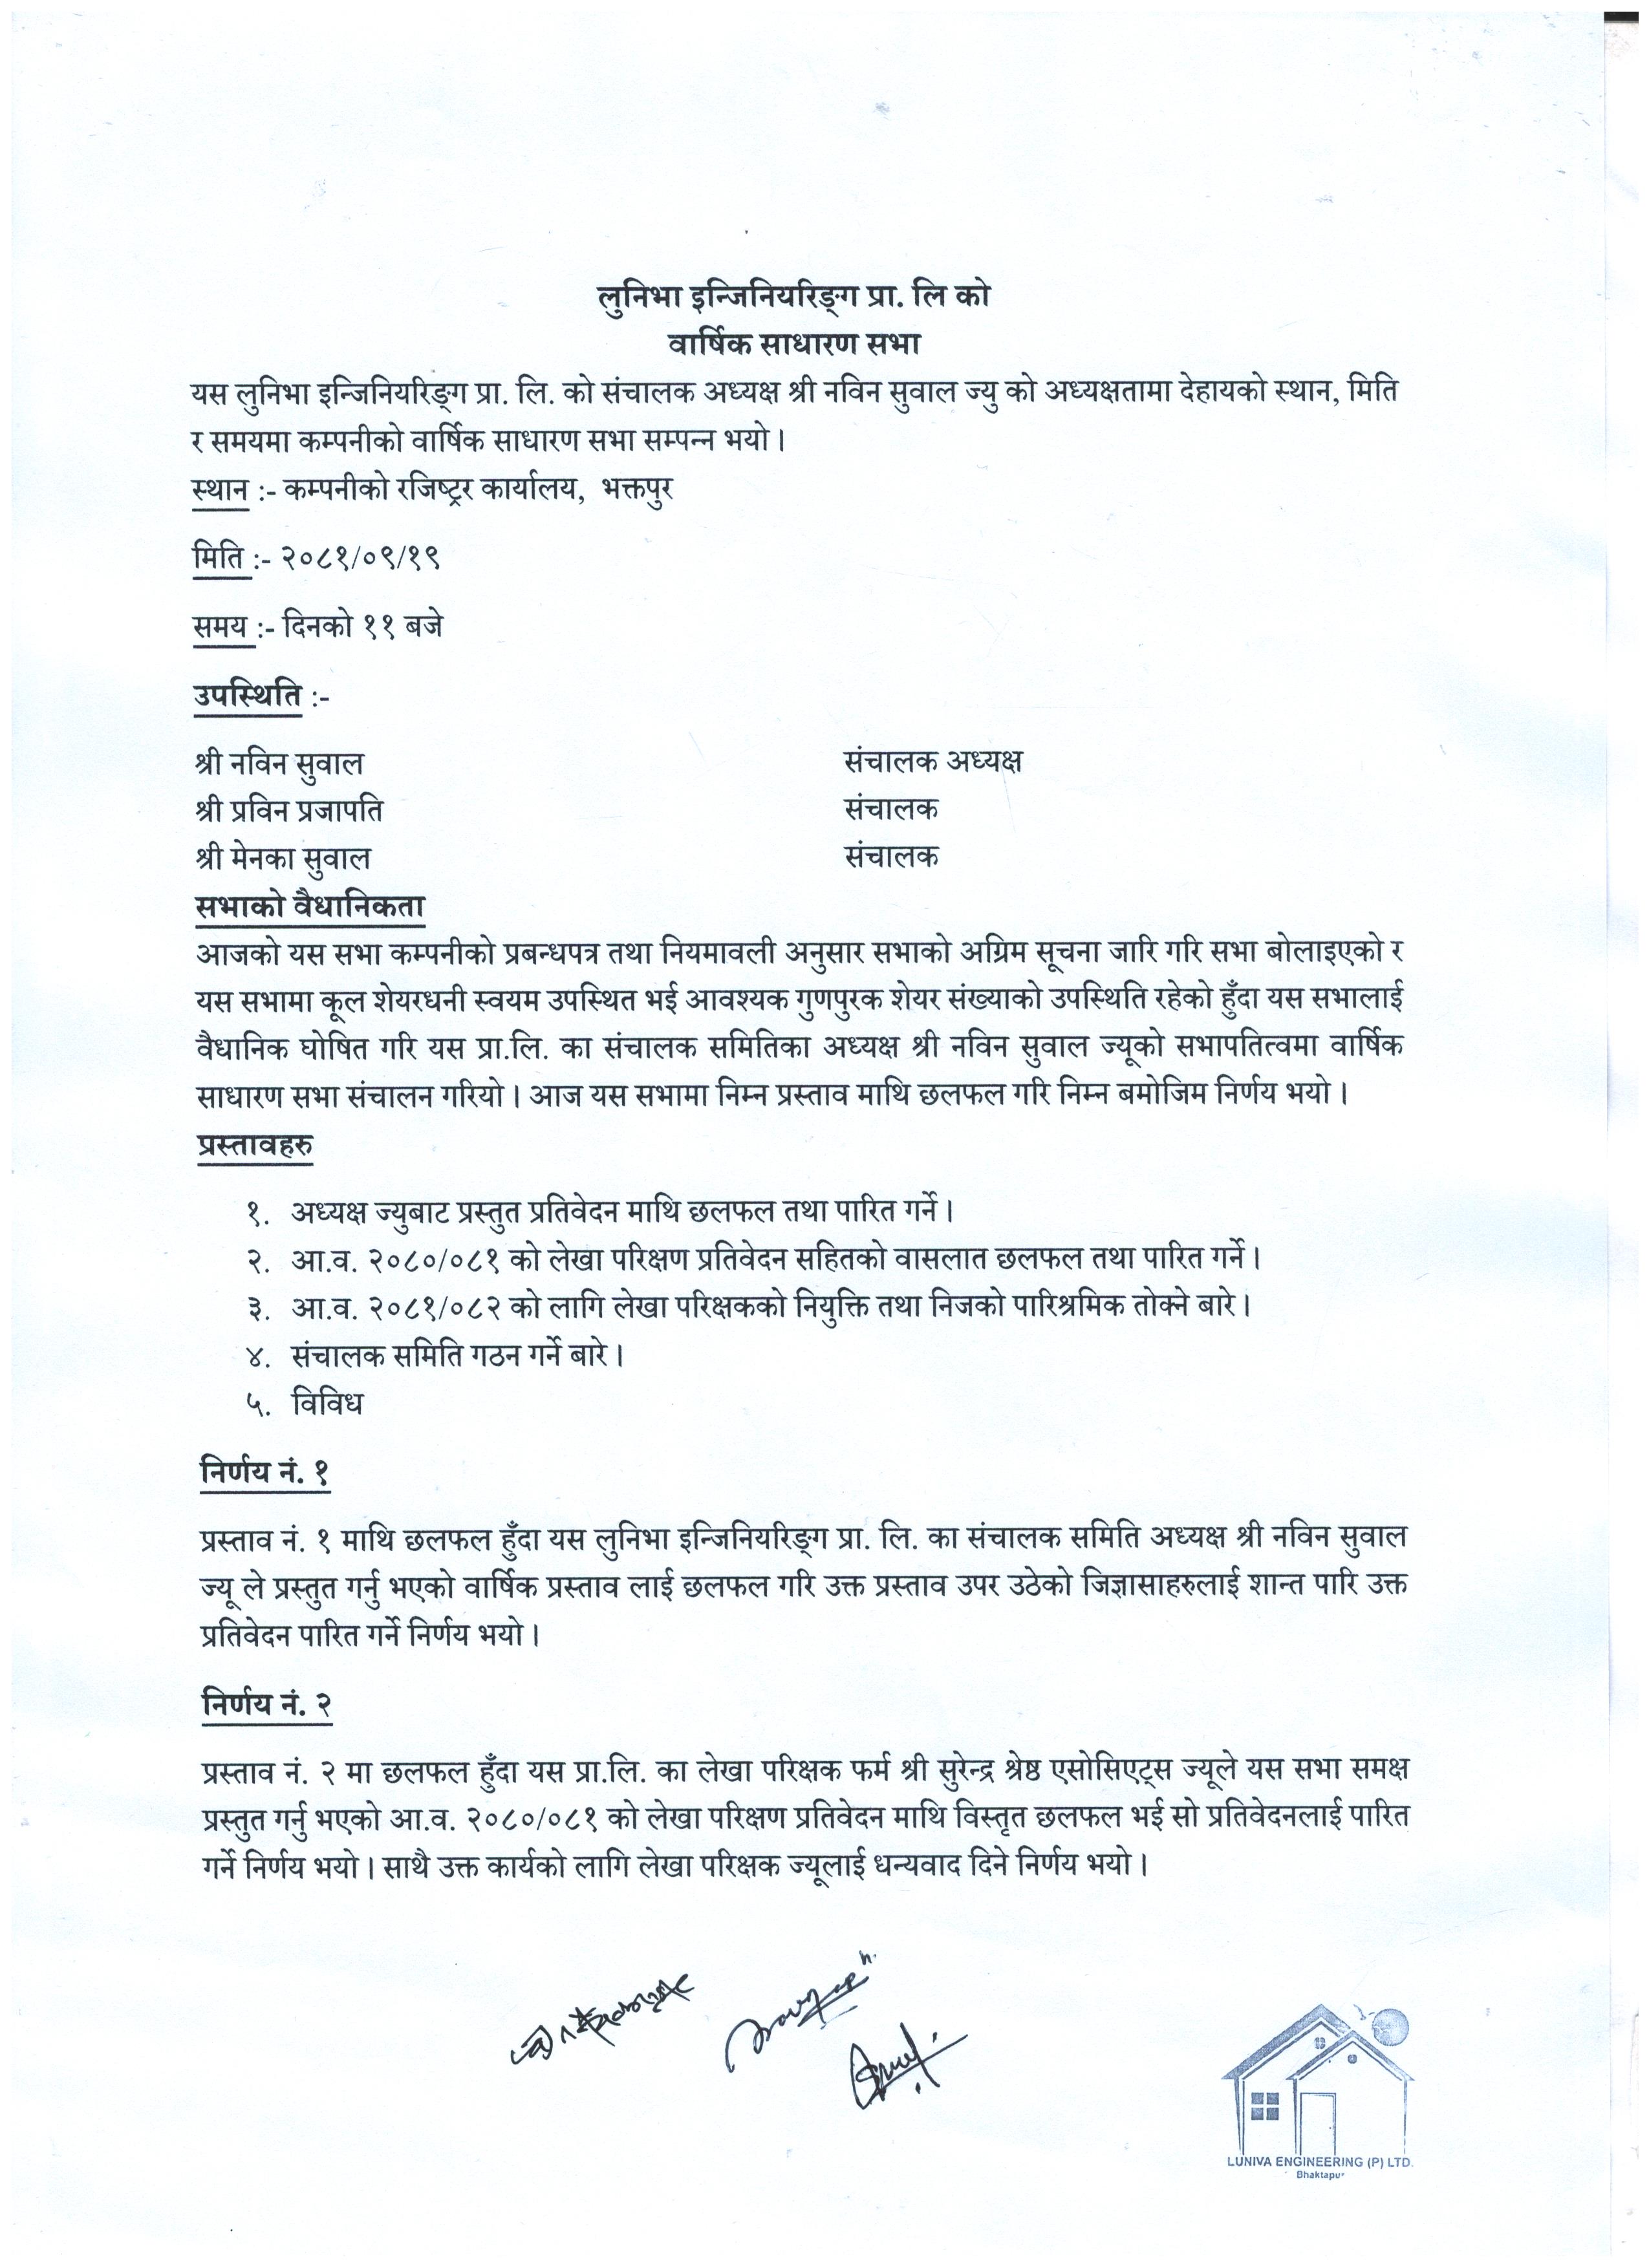 लुनिभा इन्जिनियरिङ्ग प्रा. लि को
वार्षिक साधारण सभा
यस लुनिभा इन्जिनियरिङ्ग प्रा. लि. को संचालक अध्यक्ष श्री नविन सुवाल ज्यु को अध्यक्षतामा देहायको स्थान, मिति
र समयमा कम्पनीको वार्षिक साधारण सभा सम्पन्न भयो।
स्थान :- कम्पनीको रजिष्ट्रर कार्यालय, भक्तपुर
मिति :- २०८१/०९/१९
समय :- दिनको ११ बजे
उपस्थिति :-
श्री नविन सुवाल संचालक अध्यक्ष
श्री प्रविन प्रजापति संचालक
श्री मेनका सुवाल संचालक
सभाको वैधानिकता
आजको यस सभा कम्पनीको प्रबन्धपत्र तथा नियमावली अनुसार सभाको अग्रिम सूचना जारि गरि सभा बोलाइएको र
यस सभामा कूल शेयरधनी स्वयम उपस्थित भई आवश्यक गुणपुरक शेयर संख्याको उपस्थिति रहेको हुँदा यस सभालाई
वैधानिक घोषित गरि यस प्रा.लि. का संचालक समितिका अध्यक्ष श्री नविन सुवाल ज्यूको सभापतित्वमा वार्षिक
साधारण सभा संचालन गरियो। आज यस सभामा निम्न प्रस्ताव माथि छलफल गरि निम्न बमोजिम निर्णय भयो।
प्रस्तावहरु
१. अध्यक्ष ज्युबाट प्रस्तुत प्रतिवेदन माथि छलफल तथा पारित गर्ने।
२. आ.व. २०८०/०८१ को लेखा परिक्षण प्रतिवेदन सहितको वासलात छलफल तथा पारित गर्ने।
३. आ.व. २०८१/०८२ को लागि लेखा परिक्षकको नियुक्ति तथा निजको पारिश्रमिक तोक्ने बारे।
४. संचालक समिति गठन गर्ने बारे।
५. विविध
निर्णय नं. १
प्रस्ताव नं. १ माथि छलफल हुँदा यस लुनिभा इन्जिनियरिङ्ग प्रा. लि. का संचालक समिति अध्यक्ष श्री नविन सुवाल
ज्यू ले प्रस्तुत गर्नु भएको वार्षिक प्रस्ताव लाई छलफल गरि उक्त प्रस्ताव उपर उठेको जिज्ञासाहरुलाई शान्त पारि उक्त
प्रतिवेदन पारित गर्ने निर्णय भयो।
निर्णय नं. २
प्रस्ताव नं. २ मा छलफल हुँदा यस प्रा.लि. का लेखा परिक्षक फर्म श्री सुरेन्द्र श्रेष्ठ एसोसिएट्स ज्यूले यस सभा समक्ष
प्रस्तुत गर्नु भएको आ.व. २०८०/०८१ को लेखा परिक्षण प्रतिवेदन माथि विस्तृत छलफल भई सो प्रतिवेदनलाई पारित
गर्ने निर्णय भयो। साथै उक्त कार्यको लागि लेखा परिक्षक ज्यूलाई धन्यवाद दिने निर्णय भयो।
LUNIVA ENGINEERING (P) LTD.
Bhaktapur